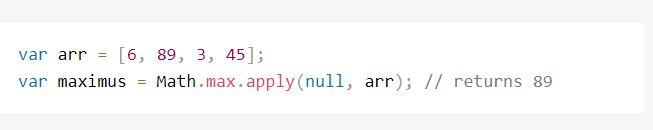 var arr = [6, 89, 3, 45];
var maximus = Math.max.apply(null, arr); // returns 89